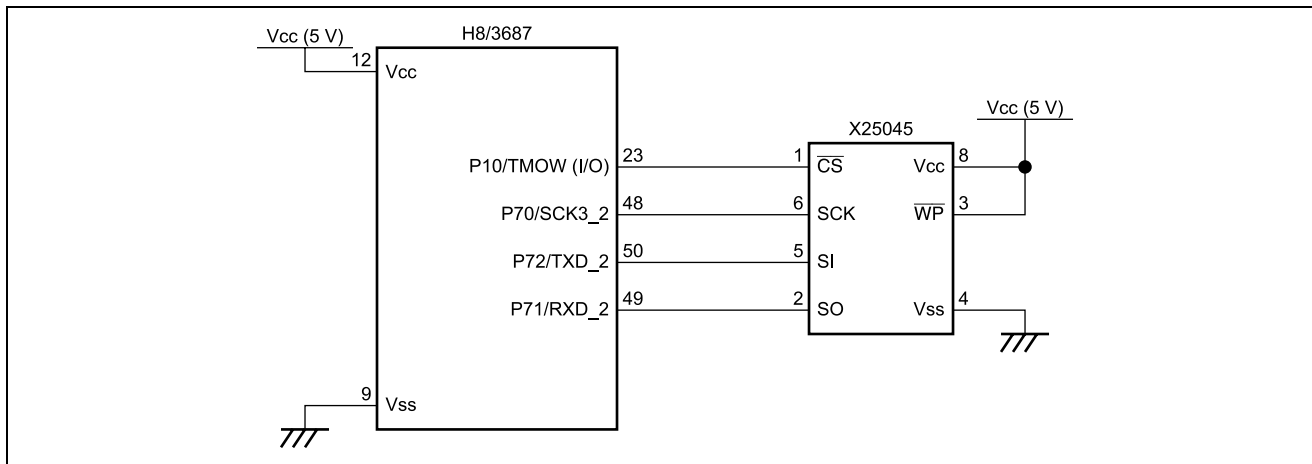 H8/3687
Vcc (5 V)
12
Vcc
Vcc (5 V)
X25045
P10/TMOW (I/O)
23
1
CS
Vcc
8
P70/SCK3_2
48
6
SCK
WP
3
P72/TXD_2
50
5
SI
P71/RXD_2
49
2
SO
Vss
4
9
Vss